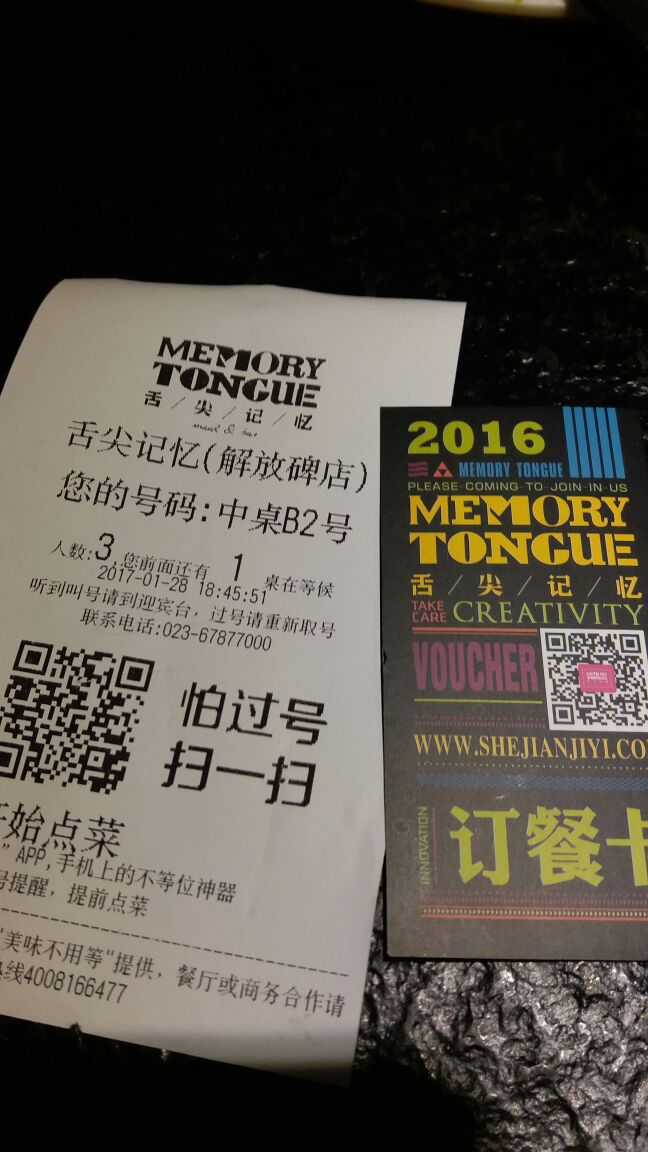 MEMORY
TONGUE
舌/尖/记/忆
舌尖记忆(解放碑店)
您的号码:中桌B2号
人数:3 您前面还有 1 桌在等候
2017-01-28 18:45:51
听到叫号请到迎宾台，过号请重新取号
联系电话:023-67877000
怕过号
扫一扫
始点菜
"APP,手机上的不等位神器
号提醒，提前点菜
"美味不用等"提供，餐厅或商务合作请
线4008166477
2016
MEMORY TONGUE
PLEASE-COMING-TO-JOIN-IN-US
MEMORY
TONGUE
舌/尖/记/忆
TAKE
CARE CREATIVITY
VOUCHER
MEMORY
TONGUE
WWW.SHEJIANJIYI.CO
INNOVATION
订餐卡